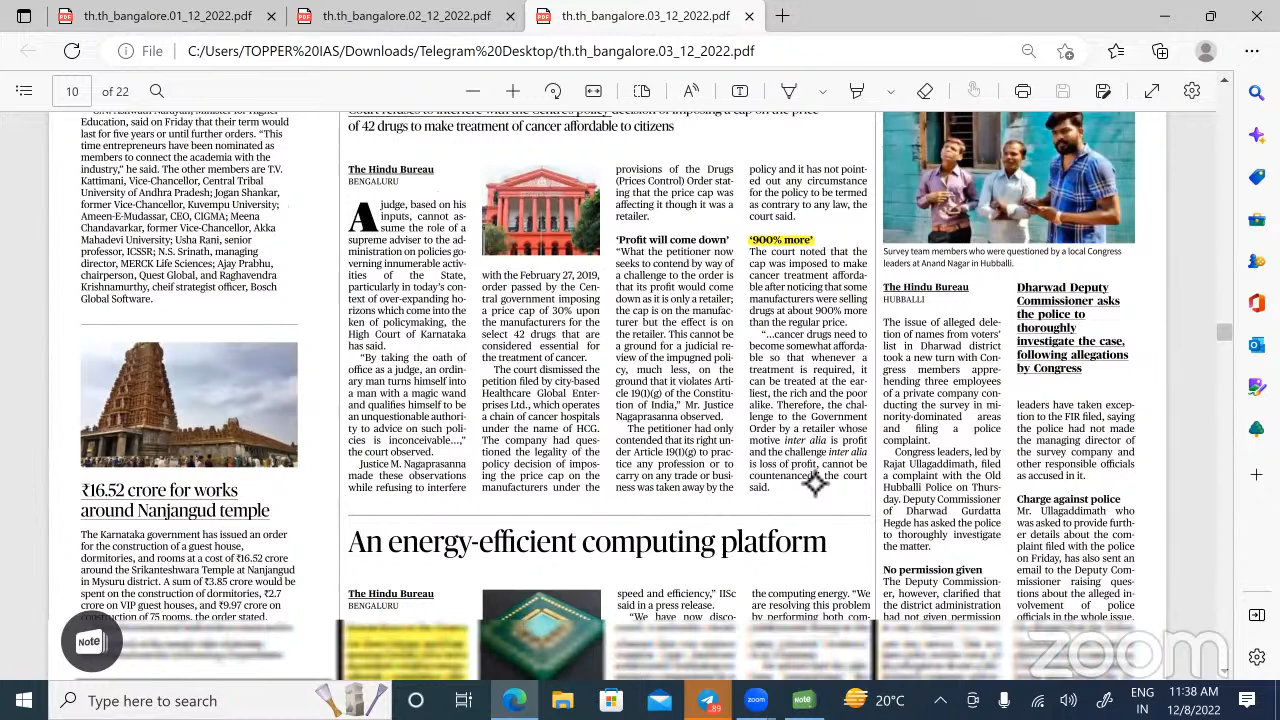 th.th_bangalore.01_12_2022.pdf
th.th_bangalore.02_12_2022.pdf
th.th_bangalore.03_12_2022.pdf
File
C:/Users/TOPPER%20IAS/Downloads/Telegram%20Desktop/th.th_bangalore.03_12_2022.pdf
10 of 22
Education, said on Friday that their term would
last for five years or until further orders. “This
time entrepreneurs have been nominated as
members to connect the academia with the
industry,” he said. The other members are T.V.
Kattimani, Vice-Chancellor, Central Tribal
University of Andhra Pradesh; Jogan Shankar,
former Vice-Chancellor, Kuvempu University;
Ameen-E-Mudassar, CEO, CIGMA; Meena
Chandavarkar, former Vice-Chancellor, Akka
Mahadevi University; Usha Rani, senior
professor, ICSSR; N.S. Srinath, managing
director, MERCK Life Sciences; Ajay Prabhu,
chairperson, Quest Global, and Raghavendra
Krishnamurthy, cheif strategist officer, Bosch
Global Software.
₹16.52 crore for works
around Nanjangud temple
The Karnataka government has issued an order
for the construction of a guest house,
dormitories, and rooms at a cost of ₹16.52 crore
around the Srikanteshwara Temple at Nanjangud
in Mysuru district. A sum of ₹3.85 crore would be
spent on the construction of dormitories, ₹2.7
crore on VIP guest houses, and ₹9.97 crore on
construction of 75 rooms, the order stated.
Court refuses to interfere with the Centre’s policy decision of imposing a cap on the price
of 42 drugs to make treatment of cancer affordable to citizens
The Hindu Bureau
BENGALURU
A judge, based on his
inputs, cannot as-
sume the role of a
supreme adviser to the ad-
ministration on policies go-
verning innumerable activ-
ities of the State,
particularly in today’s con-
text of over-expanding ho-
rizons which come into the
ken of policymaking, the
High Court of Karnataka
has said.
“By taking the oath of
office as a judge, an ordin-
ary man turns himself into
a man with a magic wand
and qualifies himself to be
an unquestionable authori-
ty to advice on such poli-
cies is inconceivable...,”
the court observed.
Justice M. Nagaprasanna
made these observations
while refusing to interfere
with the February 27, 2019,
order passed by the Cen-
tral government imposing
a price cap of 30% upon
the manufacturers for the
select 42 drugs that are
considered essential for
the treatment of cancer.
The court dismissed the
petition filed by city-based
Healthcare Global Enter-
prises Ltd., which operates
a chain of cancer hospitals
under the name of HCG.
The company had ques-
tioned the legality of the
policy decision of impos-
ing the price cap on the
manufacturers under the
provisions of the Drugs
(Prices Control) Order stat-
ing that the price cap was
affecting it though it was a
retailer.
‘Profit will come down’
“What the petitioner now
seeks to contend by way of
a challenge to the order is
that its profit would come
down as it is only a retailer;
the cap is on the manufac-
turer but the effect is on
the retailer. This cannot be
a ground for a judicial re-
view of the impugned poli-
cy, much less, on the
ground that it violates Arti-
cle 19(1)(g) of the Constitu-
tion of India,” Mr. Justice
Nagaprasanna observed.
The petitioner had only
contended that its right un-
der Article 19(1)(g) to prac-
tice any profession or to
carry on any trade or busi-
ness was taken away by the
policy and it has not point-
ed out any circumstance
for the policy to be termed
as contrary to any law, the
court said.
‘900% more’
The court noted that the
cap was imposed to make
cancer treatment afforda-
ble after noticing that some
manufacturers were selling
drugs at about 900% more
than the regular price.
“...cancer drugs need to
become somewhat afforda-
ble so that whenever a
treatment is required, it
can be treated at the ear-
liest, the rich and the poor
alike. Therefore, the chal-
lenge to the Government
Order by a retailer whose
motive inter alia is profit
and the challenge inter alia
is loss of profit, cannot be
countenanced, the court
said.
An energy-efficient computing platform
The Hindu Bureau
BENGALURU
speed and efficiency,” IISc
said in a press release.
“We have now disco-
the computing energy. “We
are resolving this problem
by performing both com-
Survey team members who were questioned by a local Congress
leaders at Anand Nagar in Hubballi.
The Hindu Bureau
HUBBALLI
The issue of alleged dele-
tion of names from voters’
list in Dharwad district
took a new turn with Con-
gress members appre-
hending three employees
of a private company con-
ducting the survey in mi-
nority-dominated areas
and filing a police
complaint.
Congress leaders, led by
Rajat Ullagaddimath, filed
a complaint with the Old
Hubballi Police on Thurs-
day. Deputy Commissioner
of Dharwad Gurdatta
Hegde has asked the police
to thoroughly investigate
the matter.
No permission given
The Deputy Commission-
er, however, clarified that
the district administration
had not given permission
Dharwad Deputy
Commissioner asks
the police to
thoroughly
investigate the case,
following allegations
by Congress
leaders have taken excep-
tion to the FIR filed, saying
the police had not made
the managing director of
the survey company and
other responsible officials
as accused in it.
Charge against police
Mr. Ullagaddimath who
was asked to provide furth-
er details about the com-
plaint filed with the police
on Friday, has also sent an
email to the Deputy Com-
missioner raising ques-
tions about the alleged in-
volvement of police
officials in the whole issue.
Note
zoom
Type here to search
.89
zoom
Note
20°C
ENG
IN
11:38 AM
12/8/2022